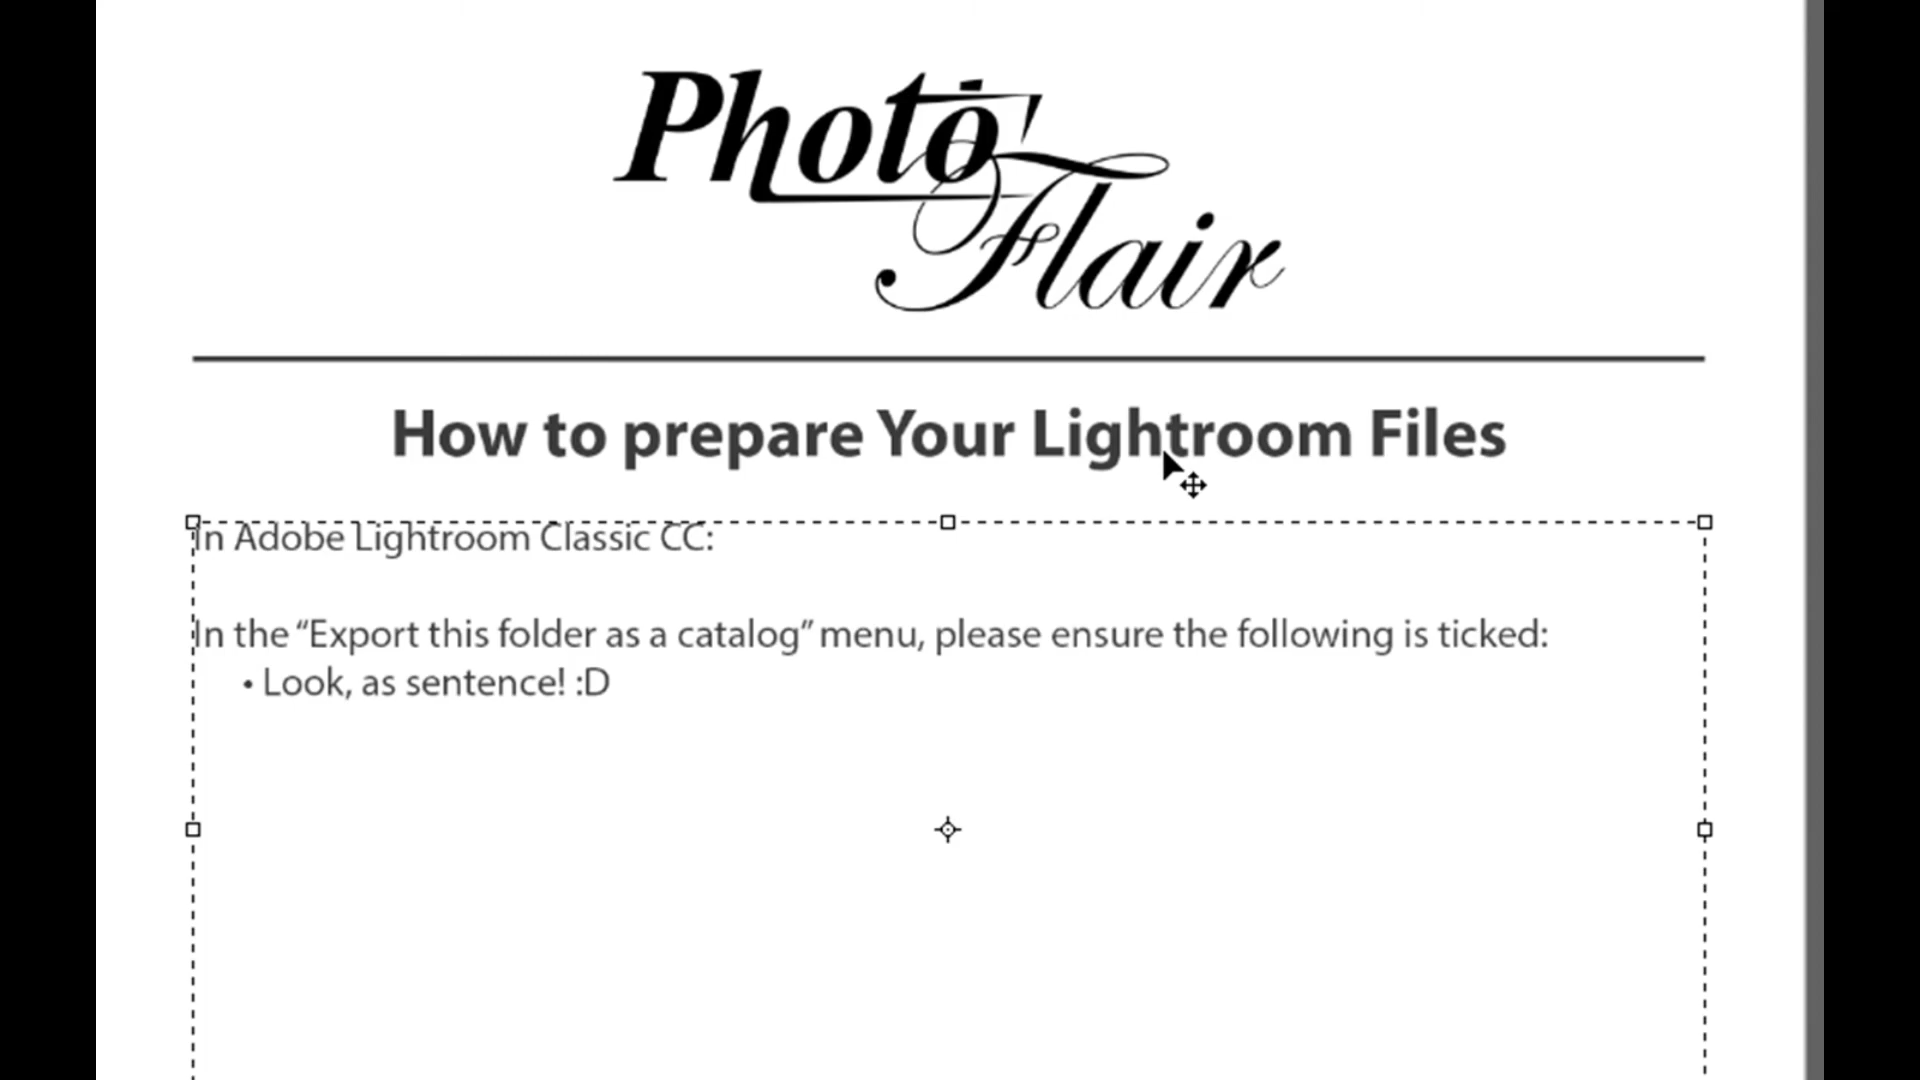 Photo
Flair
How to prepare Your Lightroom Files
In Adobe Lightroom Classic CC:
In the “Export this folder as a catalog” menu, please ensure the following is ticked:
• Look, as sentence! :D